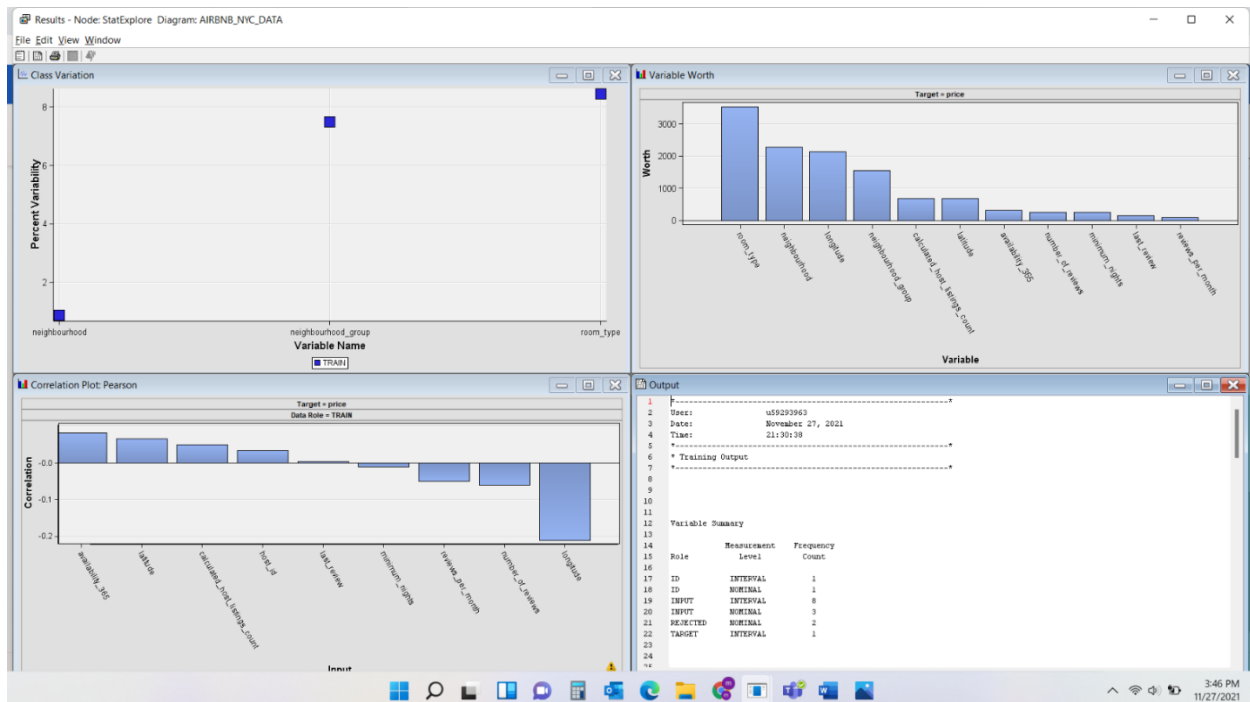 Results - Node: StatExplore Diagram: AIRBNB_NYC_DATA
File Edit View Window
Class Variation
8
6
4
2
Percent Variability
neighbourhood neighbourhood_group room_type
Variable Name
TRAIN
Variable Worth
Target = price
3000
2000
1000
0
Worth
room_type
neighbourhood
longitude
neighbourhood_group
calculated_host_listings_count
latitude
availability_365
number_of_reviews
minimum_nights
last_review
reviews_per_month
Variable
Correlation Plot: Pearson
Target = price
Data Role = TRAIN
-0.0
-0.1
-0.2
Correlation
availability_365
latitude
calculated_host_listings_count
host_id
last_review
minimum_nights
reviews_per_month
number_of_reviews
longitude
Input
Output
1 *------------------------------------------------------------*
2 User: u59293963
3 Date: November 27, 2021
4 Time: 21:30:38
5 *------------------------------------------------------------*
6 * Training Output
7 *------------------------------------------------------------*
8
9
10
11
12 Variable Summary
13
14 Measurement Frequency
15 Role Level Count
16
17 ID INTERVAL 1
18 ID NOMINAL 1
19 INPUT INTERVAL 8
20 INPUT NOMINAL 3
21 REJECTED NOMINAL 2
22 TARGET INTERVAL 1
23
24
3:46 PM
11/27/2021